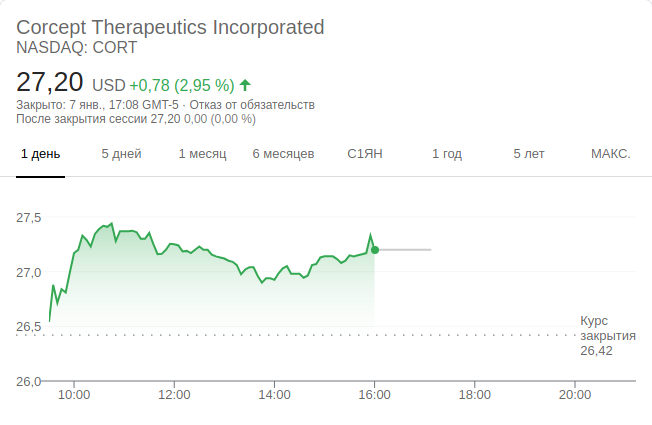 Corcept Therapeutics Incorporated
NASDAQ: CORT
27,20 USD +0,78 (2,95 %)
Закрыто: 7 янв., 17:08 GMT-5 · Отказ от обязательств
После закрытия сессии 27,20 0,00 (0,00 %)
1 день 5 дней 1 месяц 6 месяцев С1ЯН 1 год 5 лет МАКС.
27,5
27,0
26,5
Курс
закрытия
26,42
26,0
10:00 12:00 14:00 16:00 18:00 20:00